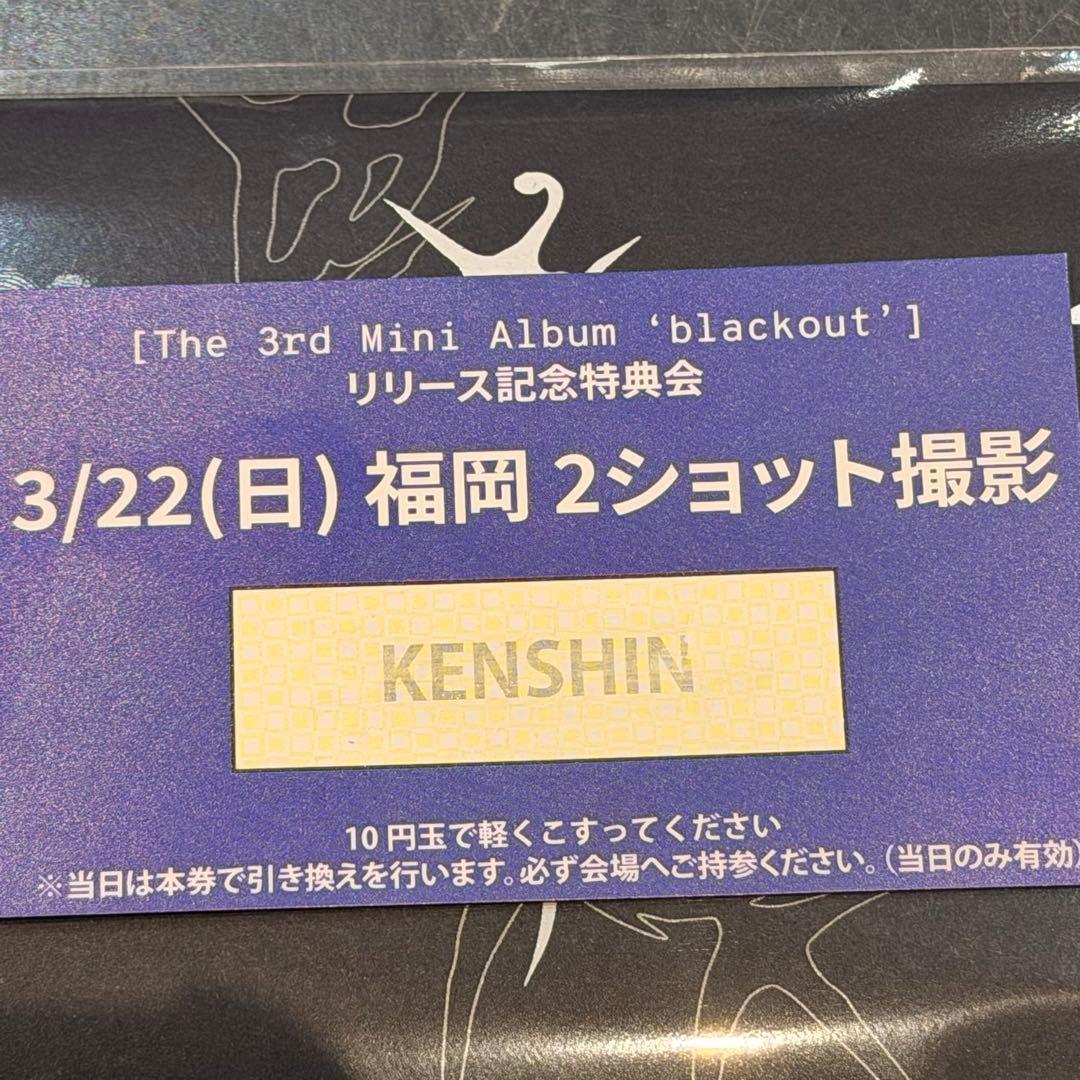 [The 3rd Mini Album ‘blackout’]
リリース記念特典会
3/22(日) 福岡 2ショット撮影
KENSHIN
10円玉で軽くこすってください
※当日は本券で引き換えを行います。必ず会場へご持参ください。(当日のみ有効)